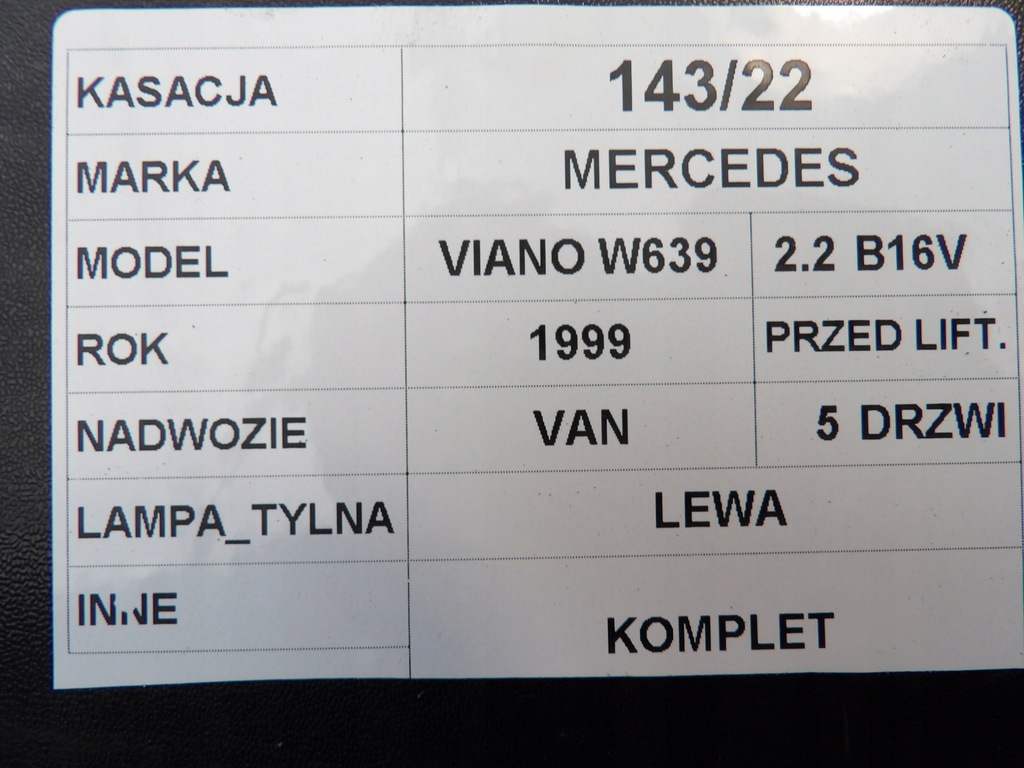 KASACJA 143/22
MARKA MERCEDES
MODEL VIANO W639 2.2 B16V
ROK 1999 PRZED LIFT.
NADWOZIE VAN 5 DRZWI
LAMPA_TYLNA LEWA
INNE KOMPLET